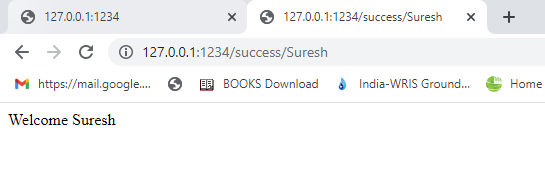 127.0.0.1:1234 127.0.0.1:1234/success/Suresh
127.0.0.1:1234/success/Suresh
https://mail.google.... BOOKS Download India-WRIS Ground... Home
Welcome Suresh